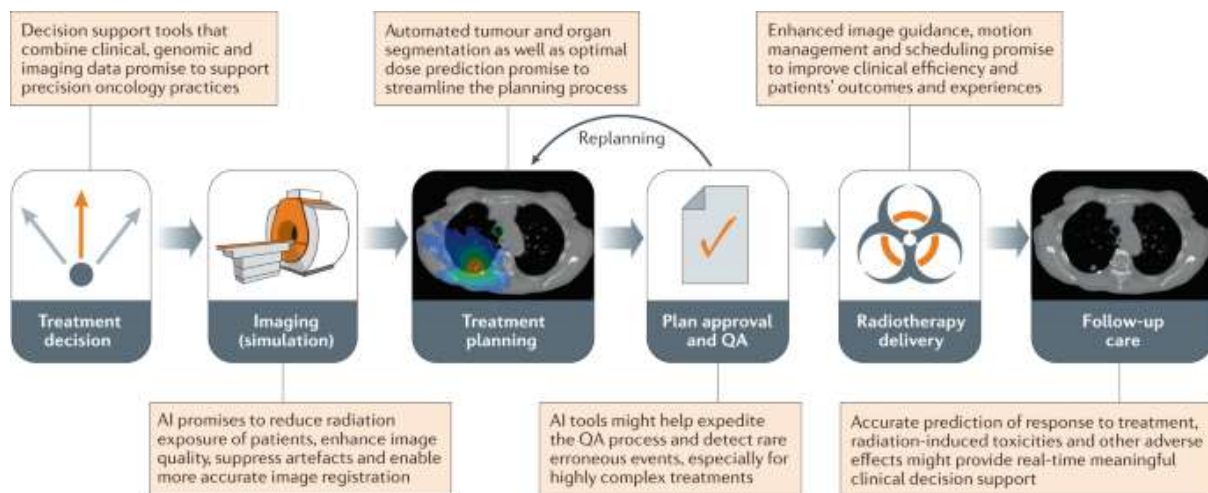 Decision support tools that
combine clinical, genomic and
imaging data promise to support
precision oncology practices
Automated tumour and organ
segmentation as well as optimal
dose prediction promise to
streamline the planning process
Enhanced image guidance, motion
management and scheduling promise
to improve clinical efficiency and
patients' outcomes and experiences
Replanning
Treatment
decision
Imaging
(simulation)
Treatment
planning
Plan approval
and QA
Radiotherapy
delivery
Follow-up
care
AI promises to reduce radiation
exposure of patients, enhance image
quality, suppress artefacts and enable
more accurate image registration
AI tools might help expedite
the QA process and detect rare
erroneous events, especially for
highly complex treatments
Accurate prediction of response to treatment,
radiation-induced toxicities and other adverse
effects might provide real-time meaningful
clinical decision support